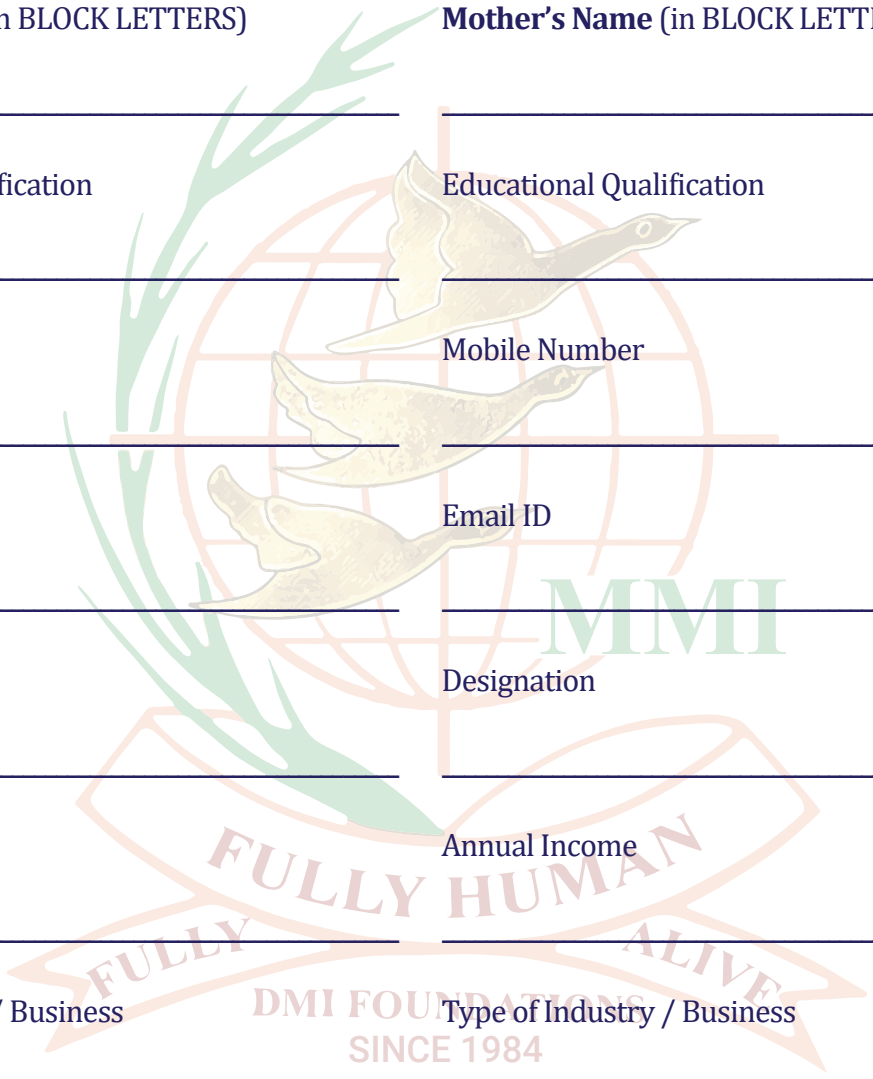 n BLOCK LETTERS)
Mother’s Name (in BLOCK LETTE
fication
Educational Qualification
Mobile Number
Email ID
MMI
Designation
Annual Income
FULLY HUMAN
FULLY ALIVE
/ Business
Type of Industry / Business
DMI FOUNDATIONS
SINCE 1984